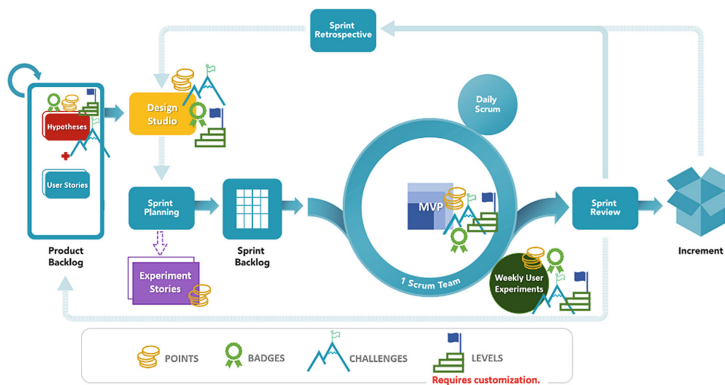 Sprint
Retrospective
Daily
Scrum
Design
Studio
Hypotheses
User Stories
Product
Backlog
Sprint
Planning
Sprint
Backlog
Experiment
Stories
MVP
1 Scrum Team
Weekly User
Experiments
Sprint
Review
Increment
POINTS
BADGES
CHALLENGES
LEVELS
Requires customization.